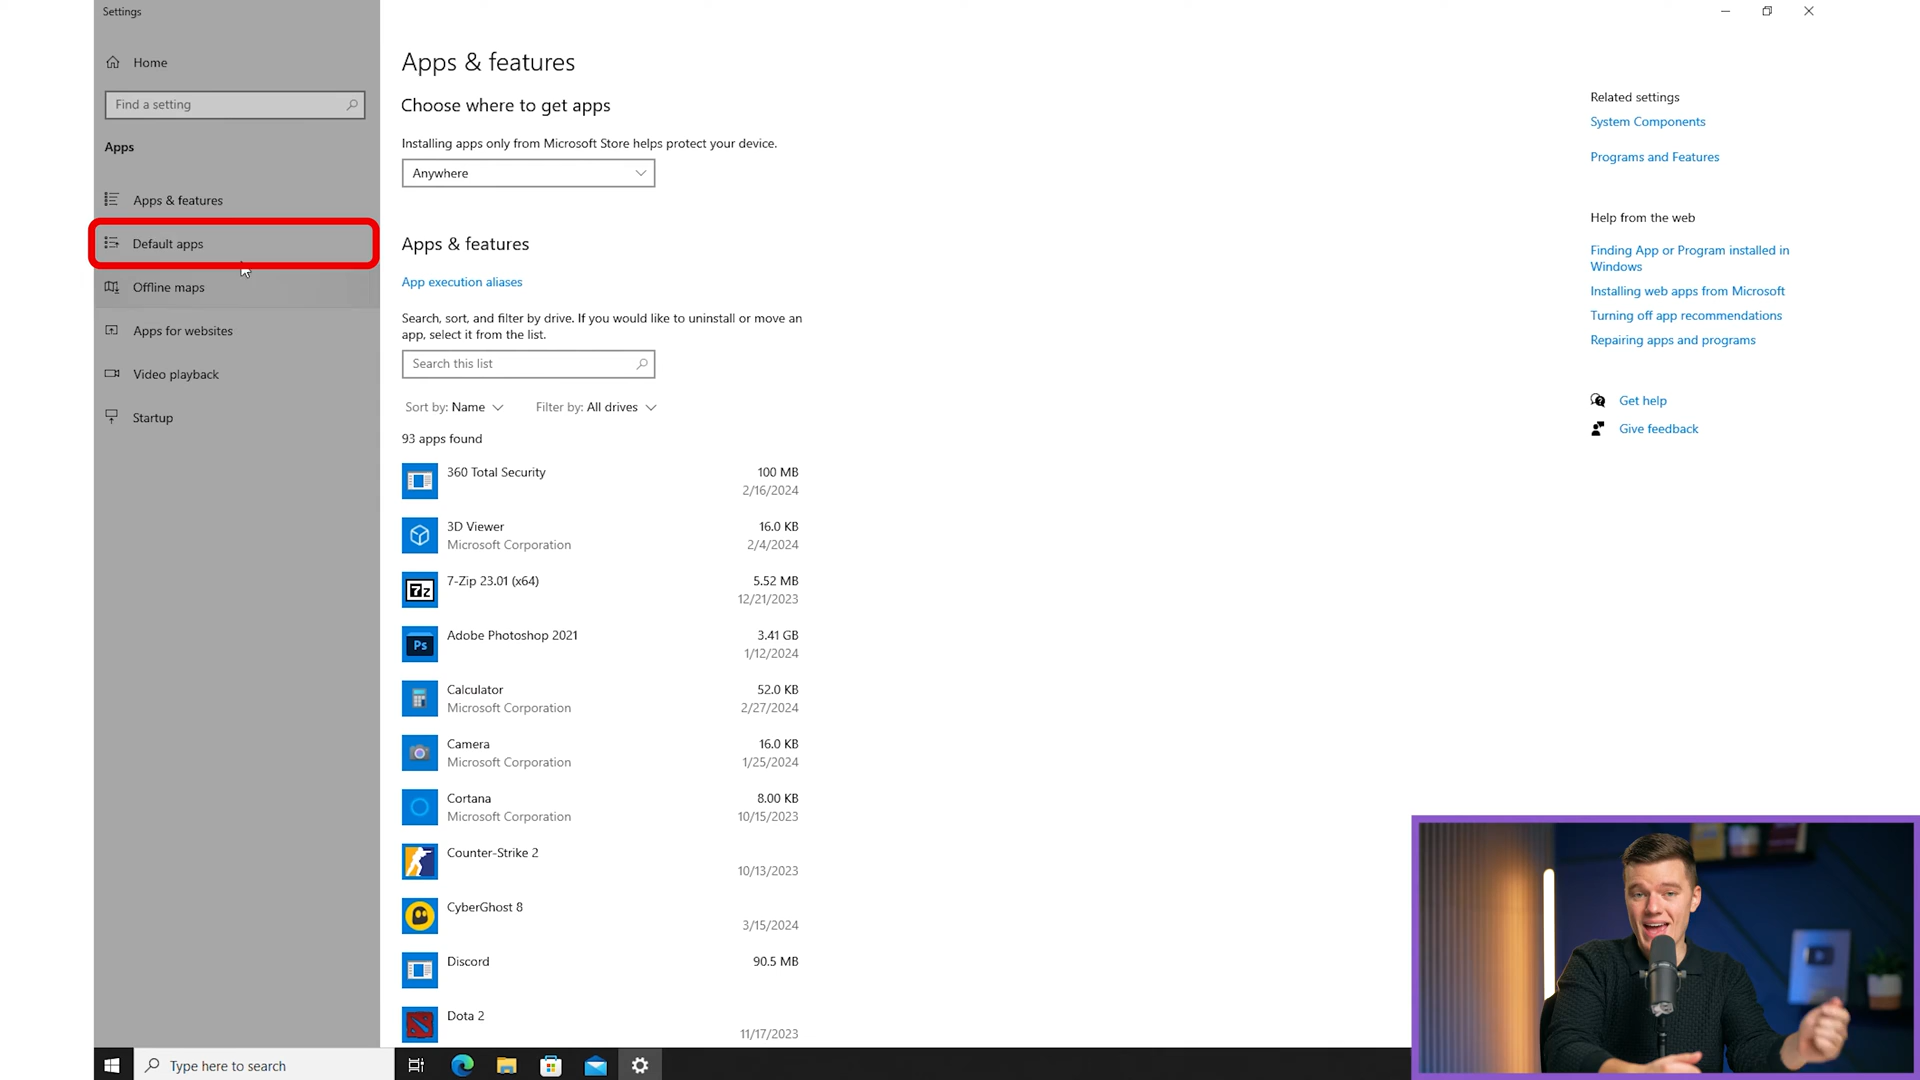 Settings
Home
Find a setting
Apps
Apps & features
Default apps
Offline maps
Apps for websites
Video playback
Startup
Apps & features
Choose where to get apps
Installing apps only from Microsoft Store helps protect your device.
Anywhere
Apps & features
App execution aliases
Search, sort, and filter by drive. If you would like to uninstall or move an
app, select it from the list.
Search this list
Sort by: Name Filter by: All drives
93 apps found
360 Total Security 100 MB
2/16/2024
3D Viewer 16.0 KB
Microsoft Corporation 2/4/2024
7z
7-Zip 23.01 (x64) 5.52 MB
12/21/2023
Ps
Adobe Photoshop 2021 3.41 GB
1/12/2024
Calculator 52.0 KB
Microsoft Corporation 2/27/2024
Camera 16.0 KB
Microsoft Corporation 1/25/2024
Cortana 8.00 KB
Microsoft Corporation 10/15/2023
Counter-Strike 2
10/13/2023
CyberGhost 8
3/15/2024
Discord 90.5 MB
Dota 2
11/17/2023
Related settings
System Components
Programs and Features
Help from the web
Finding App or Program installed in
Windows
Installing web apps from Microsoft
Turning off app recommendations
Repairing apps and programs
Get help
Give feedback
Type here to search